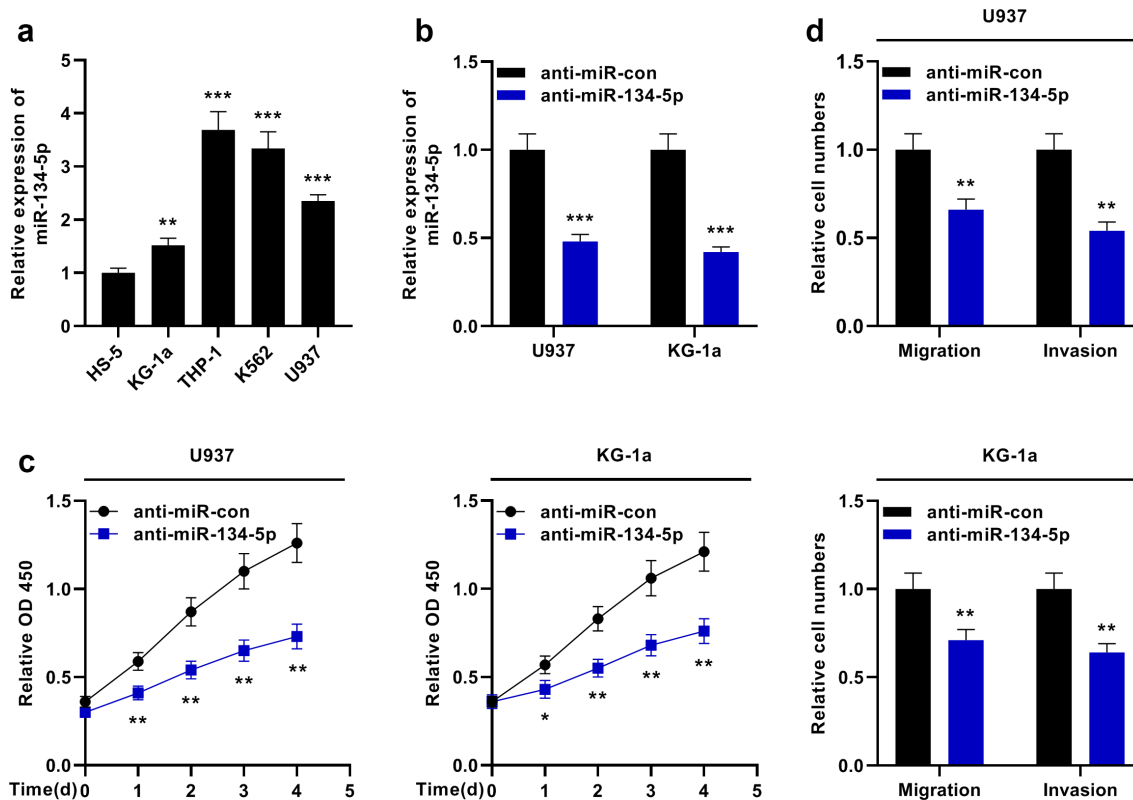 a
Relative expression of
miR-134-5p
5
4
3
2
1
0
**
***
***
***
HS-5
KG-1a
THP-1
K562
U937
b
Relative expression of
miR-134-5p
1.5
1.0
0.5
0.0
anti-miR-con
anti-miR-134-5p
***
***
U937
KG-1a
d
U937
Relative cell numbers
1.5
1.0
0.5
0.0
anti-miR-con
anti-miR-134-5p
**
**
Migration
Invasion
c
U937
Relative OD 450
1.5
1.0
0.5
0.0
anti-miR-con
anti-miR-134-5p
**
**
**
**
Time(d) 0 1 2 3 4 5
KG-1a
Relative OD 450
1.5
1.0
0.5
0.0
anti-miR-con
anti-miR-134-5p
*
**
**
**
Time(d) 0 1 2 3 4 5
KG-1a
Relative cell numbers
1.5
1.0
0.5
0.0
anti-miR-con
anti-miR-134-5p
**
**
Migration
Invasion